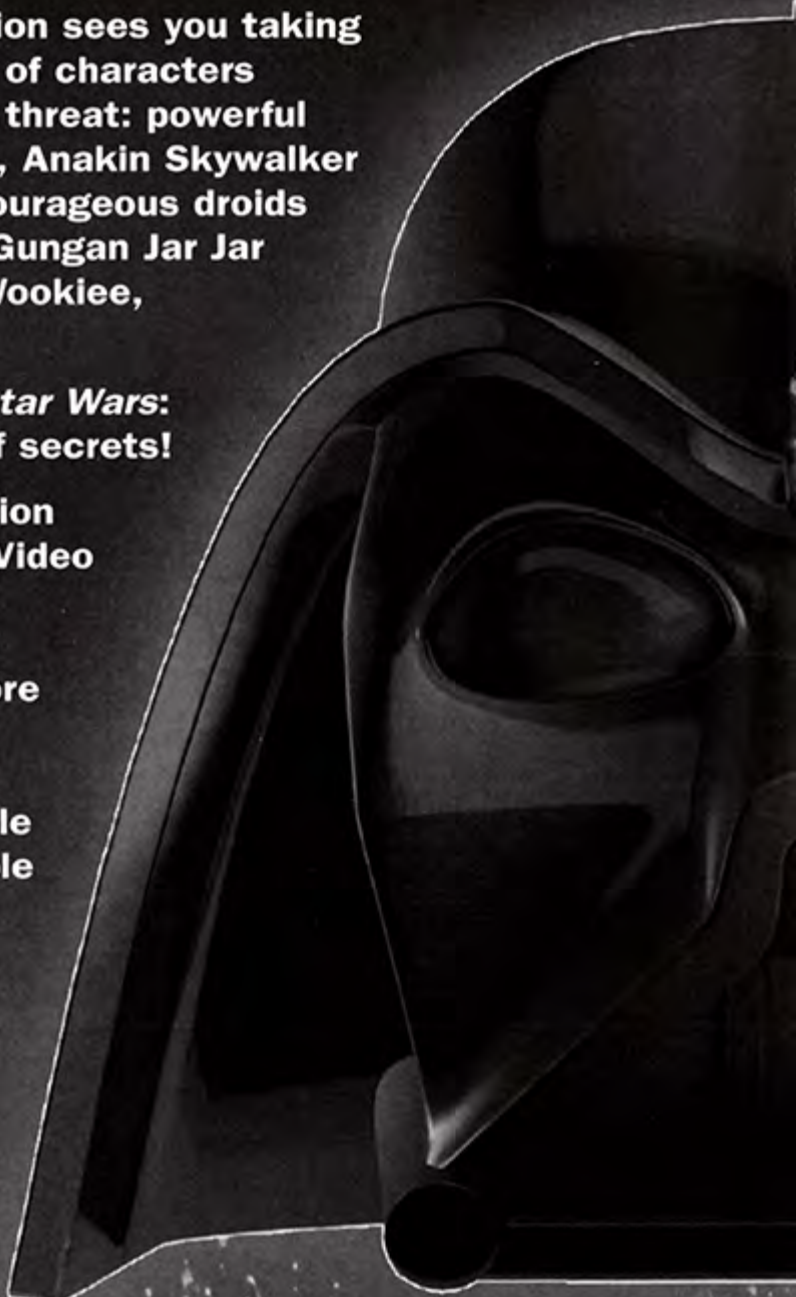 ion sees you taking
of characters
threat: powerful
, Anakin Skywalker
ourageous droids
Gungan Jar Jar
Wookiee,
tar Wars:
f secrets!
ion
Video
re
le
le